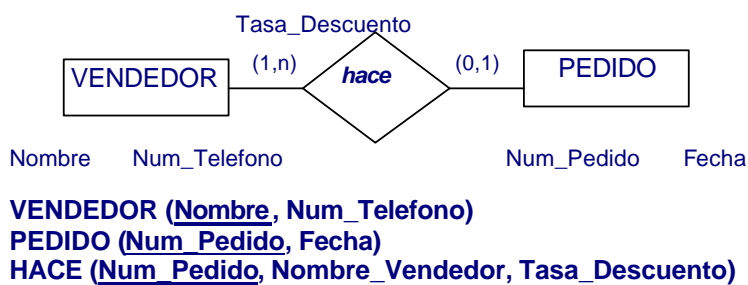 Tasa_Descuento
VENDEDOR (1,n) hace (0,1) PEDIDO
Nombre Num_Telefono Num_Pedido Fecha
VENDEDOR (Nombre, Num_Telefono)
PEDIDO (Num_Pedido, Fecha)
HACE (Num_Pedido, Nombre_Vendedor, Tasa_Descuento)